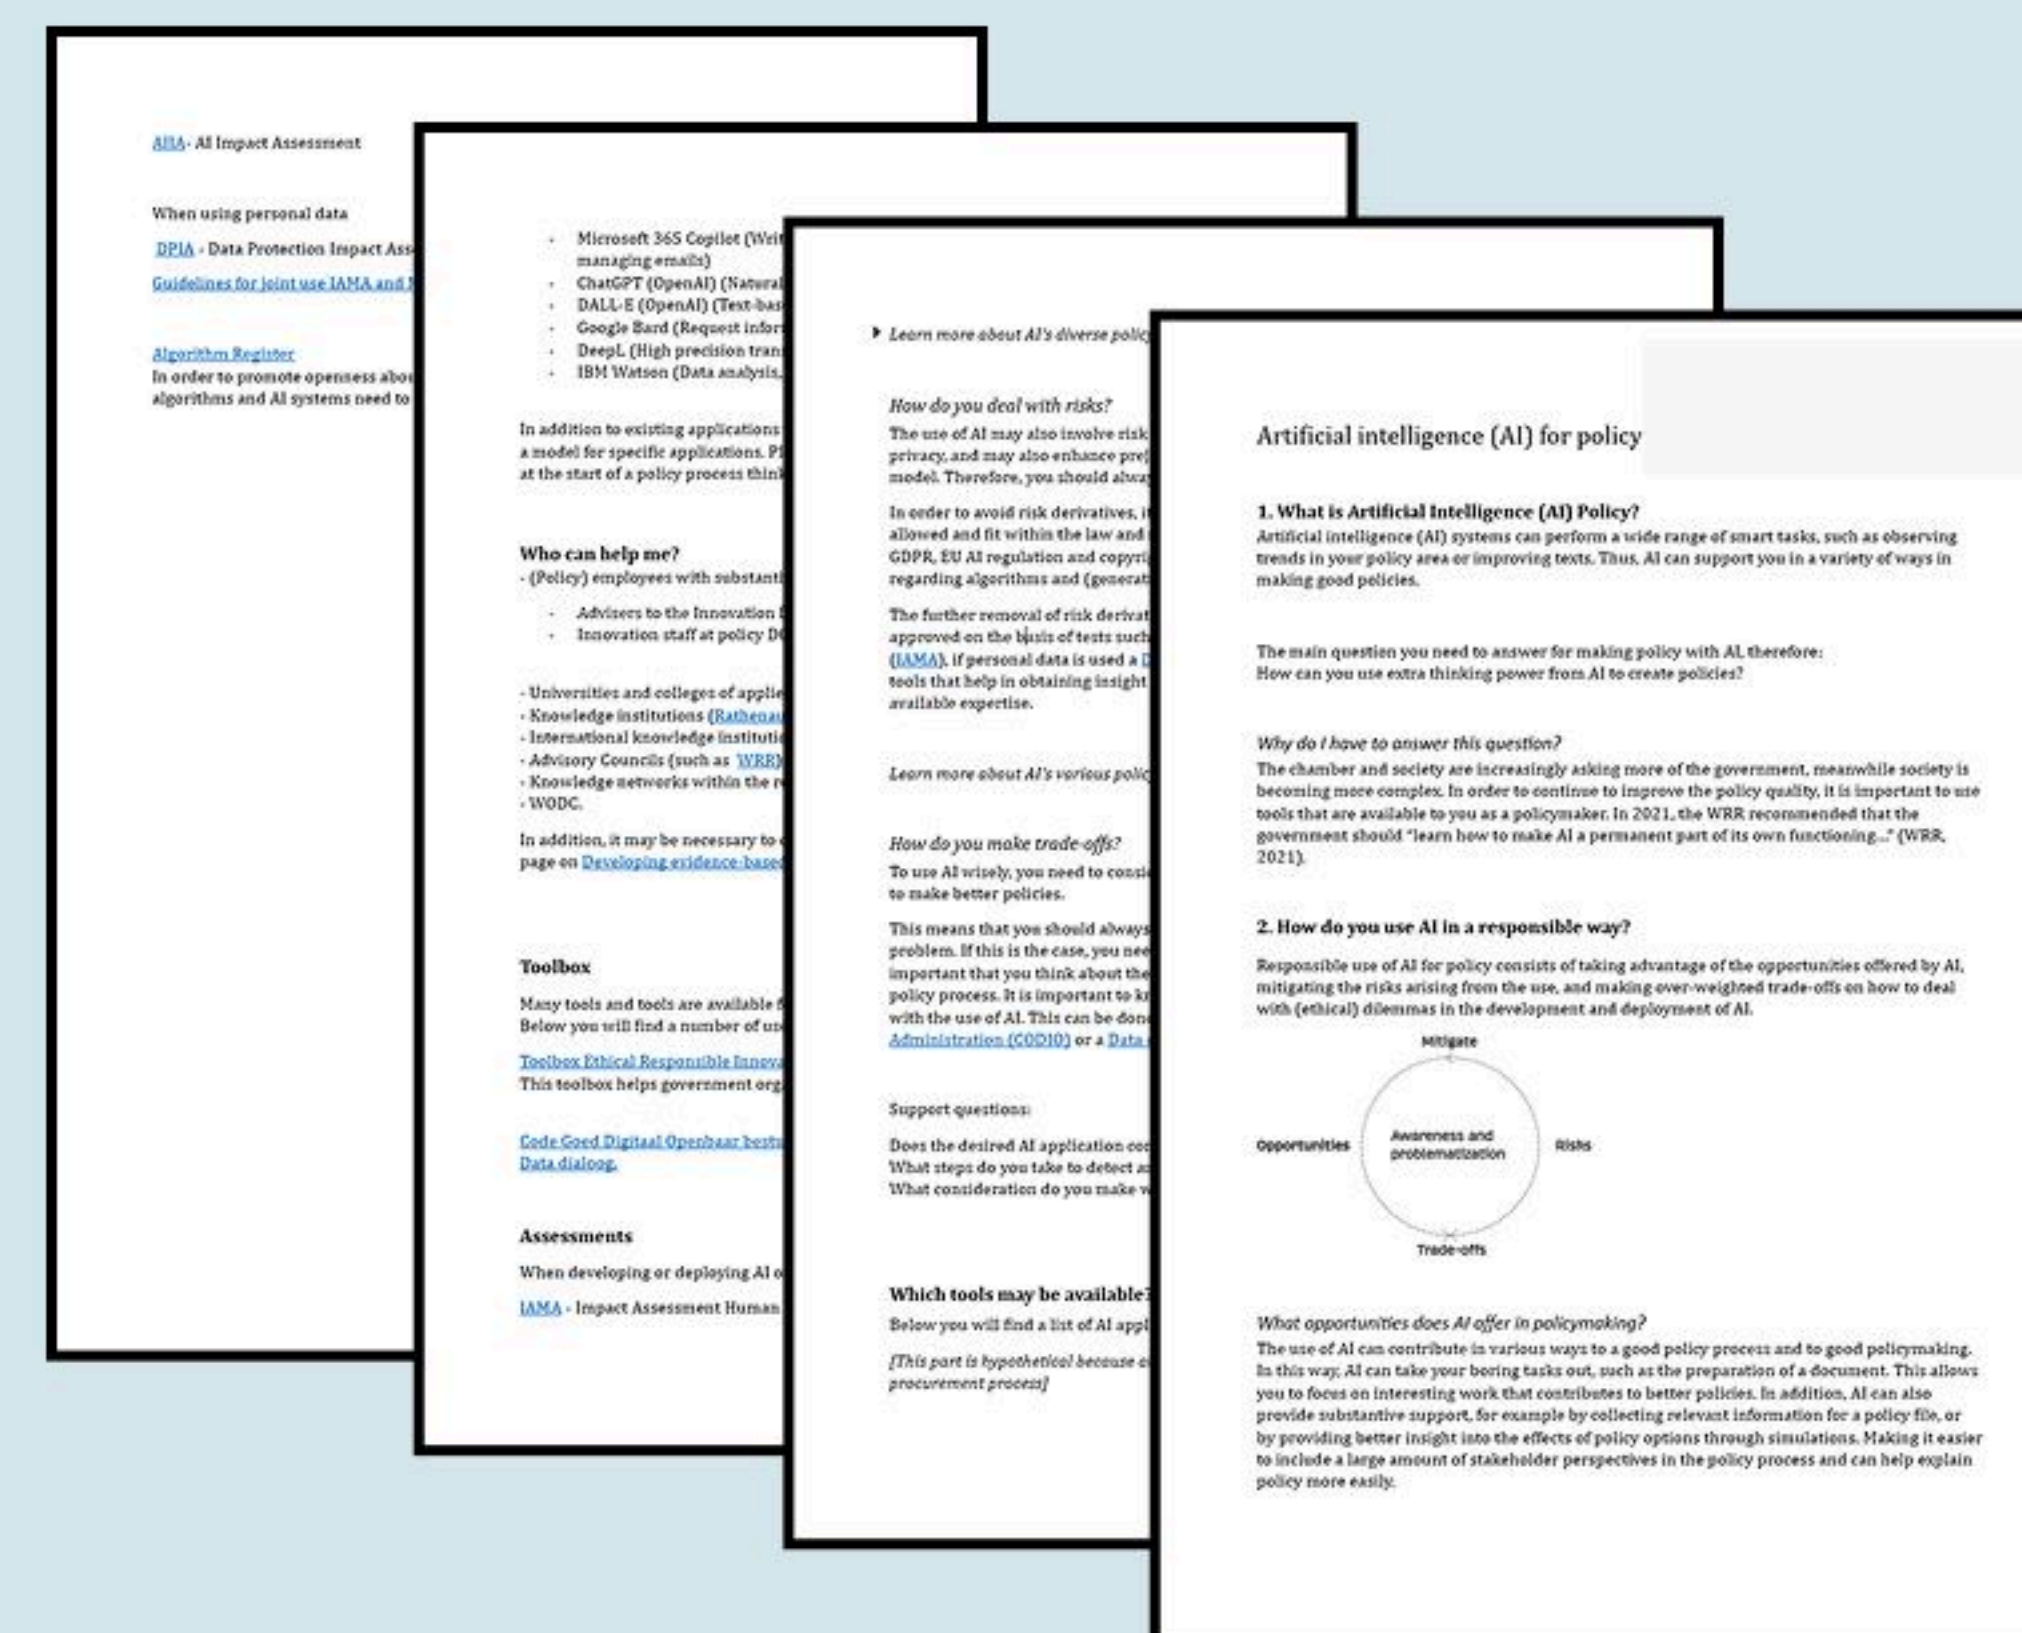 AIIA- AI Impact Assessment
When using personal data
DPIA - Data Protection Impact
Guidelines for joint use IAMA and
Algorithm Register
In order to promote openness
algorithms and AI systems need to
- Microsoft 365 Copilot
managing emails)
- ChatGPT (OpenAI) (Natural
- DALL-E (OpenAI)
- Google Bard (Request
- DeepL (High precision
- IBM Watson (Data analysis,
In addition to existing applications
a model for specific applications.
at the start of a policy process
Who can help me?
- (Policy) employees with
- Advisers to the Innovation
- Innovation staff at policy
- Universities and colleges of
- Knowledge institutions
- International knowledge
- Advisory Councils (such as WRR)
- Knowledge networks within the
- WODC.
In addition, it may be necessary to
page on Developing
Toolbox
Many tools and tools are available
Below you will find a number of
Toolbox Ethical Responsible
This toolbox helps government
Code Goed Digitaal Openbaar
Data dialoog.
Assessments
When developing or deploying AI
IAMA - Impact Assessment Human
Learn more about AI's diverse
How do you deal with risks?
The use of AI may also involve risk
privacy, and may also enhance
model. Therefore, you should
In order to avoid risk derivatives,
allowed and fit within the law and
GDPR, EU AI regulation and
regarding algorithms and
The further removal of risk
approved on the basis of tests such
(IAMA), if personal data is used a
tools that help in obtaining insight
available expertise.
Learn more about AI's various
How do you make trade-offs?
To use AI wisely, you need to
to make better policies.
This means that you should always
problem. If this is the case, you
important that you think about the
policy process. It is important to
with the use of AI. This can be
Administration (CODIO) or a Data
Support questions:
Does the desired AI application
What steps do you take to detect
What consideration do you make
Which tools may be available?
Below you will find a list of AI
[This part is hypothetical because
procurement process]
Artificial intelligence (AI) for policy
1. What is Artificial Intelligence (AI) Policy?
Artificial intelligence (AI) systems can perform a wide range of smart tasks, such as observing
trends in your policy area or improving texts. Thus, AI can support you in a variety of ways in
making good policies.
The main question you need to answer for making policy with AI, therefore:
How can you use extra thinking power from AI to create policies?
Why do I have to answer this question?
The chamber and society are increasingly asking more of the government, meanwhile society is
becoming more complex. In order to continue to improve the policy quality, it is important to use
tools that are available to you as a policymaker. In 2021, the WRR recommended that the
government should "learn how to make AI a permanent part of its own functioning..." (WRR,
2021).
2. How do you use AI in a responsible way?
Responsible use of AI for policy consists of taking advantage of the opportunities offered by AI,
mitigating the risks arising from the use, and making over-weighted trade-offs on how to deal
with (ethical) dilemmas in the development and deployment of AI.
Mitigate
Opportunities
Awareness and
problematization
Risks
Trade-offs
What opportunities does AI offer in policymaking?
The use of AI can contribute in various ways to a good policy process and to good policymaking.
In this way, AI can take your boring tasks out, such as the preparation of a document. This allows
you to focus on interesting work that contributes to better policies. In addition, AI can also
provide substantive support, for example by collecting relevant information for a policy file, or
by providing better insight into the effects of policy options through simulations. Making it easier
to include a large amount of stakeholder perspectives in the policy process and can help explain
policy more easily.